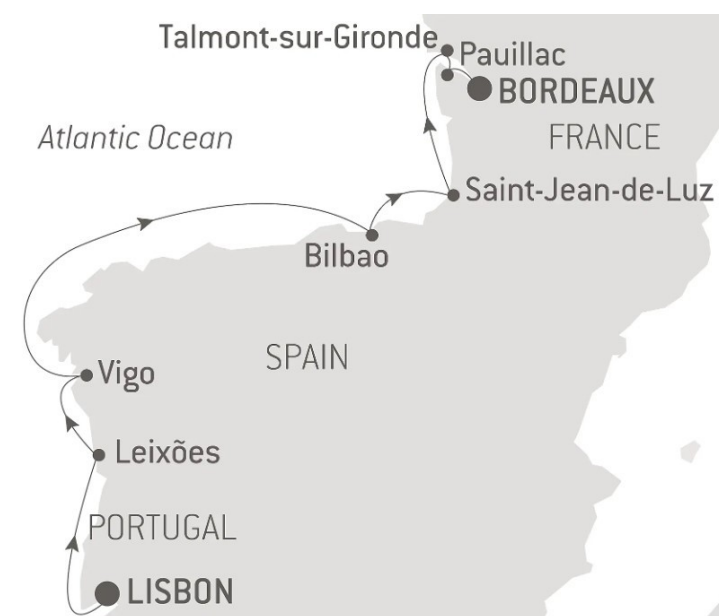 Talmont-sur-Gironde
Pauillac
BORDEAUX
Atlantic Ocean
FRANCE
Saint-Jean-de-Luz
Bilbao
SPAIN
Vigo
Leixões
PORTUGAL
LISBON